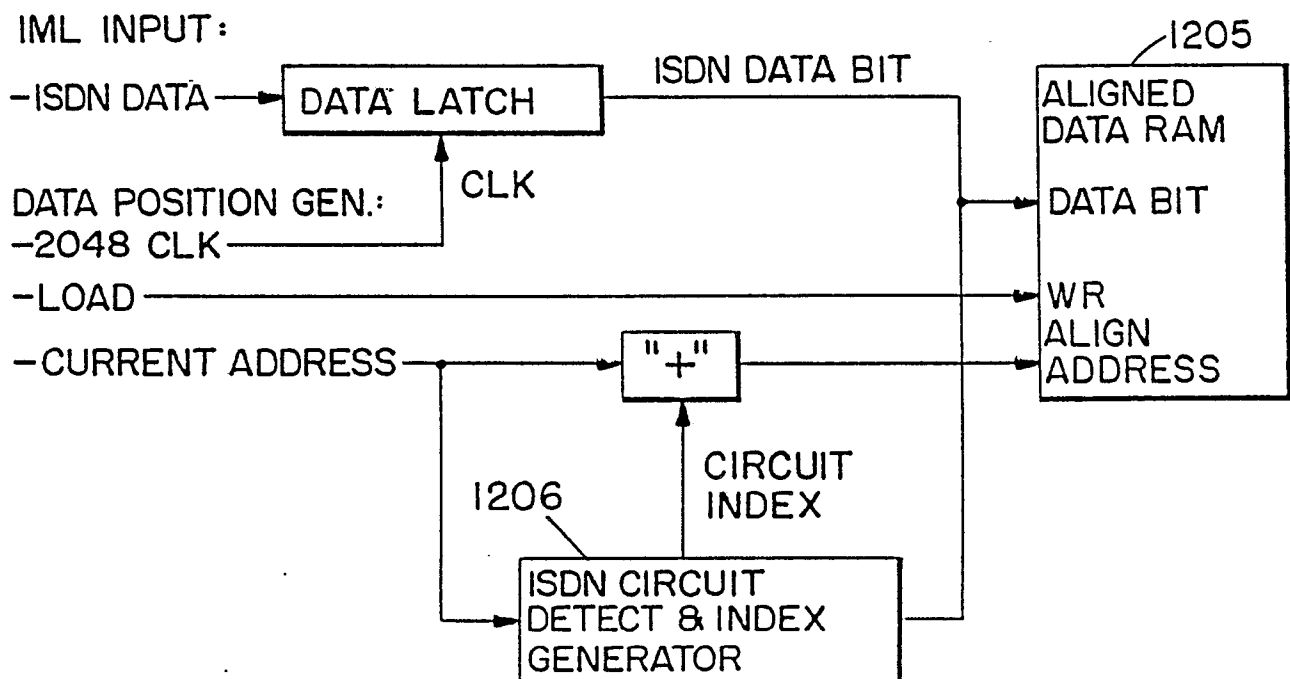 IML INPUT:
1205
-ISDN DATA
DATA LATCH
ISDN DATA BIT
ALIGNED
DATA RAM
CLK
DATA POSITION GEN.:
DATA BIT
-2048 CLK
-LOAD
WR
-CURRENT ADDRESS
"+"
ALIGN
ADDRESS
CIRCUIT
INDEX
1206
ISDN CIRCUIT
DETECT & INDEX
GENERATOR